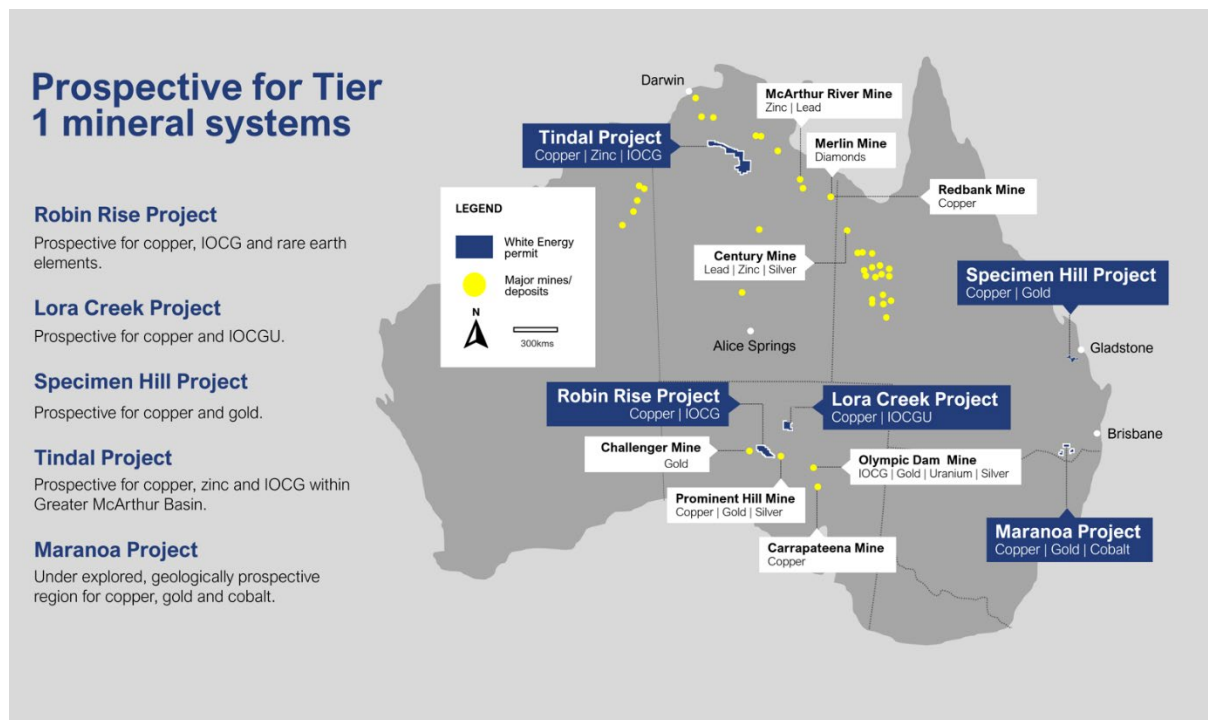 Prospective for Tier
1 mineral systems
Robin Rise Project
Prospective for copper, IOCG and rare earth
elements.
Lora Creek Project
Prospective for copper and IOCGU.
Specimen Hill Project
Prospective for copper and gold.
Tindal Project
Prospective for copper, zinc and IOCG within
Greater McArthur Basin.
Maranoa Project
Under explored, geologically prospective
region for copper, gold and cobalt.
Darwin
McArthur River Mine
Zinc | Lead
Tindal Project
Copper | Zinc | IOCG
Merlin Mine
Diamonds
Redbank Mine
Copper
LEGEND
White Energy
permit
Major mines/
deposits
N
300kms
Century Mine
Lead | Zinc | Silver
Specimen Hill Project
Copper | Gold
Alice Springs
Gladstone
Robin Rise Project
Copper | IOCG
Lora Creek Project
Copper | IOCGU
Brisbane
Challenger Mine
Gold
Olympic Dam Mine
IOCG | Gold | Uranium | Silver
Prominent Hill Mine
Copper | Gold | Silver
Maranoa Project
Copper | Gold | Cobalt
Carrapateena Mine
Copper